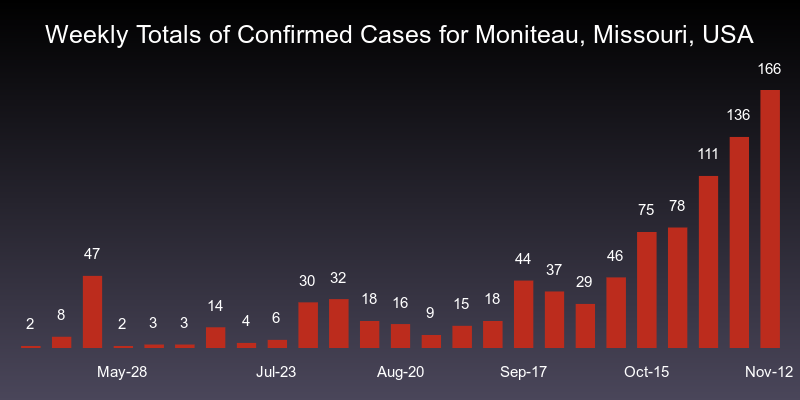 Weekly Totals of Confirmed Cases for Moniteau, Missouri, USA
2 8 47 2 3 3 14 4 6 30 32 18 16 9 15 18 44 37 29 46 75 78 111 136 166
May-28 Jul-23 Aug-20 Sep-17 Oct-15 Nov-12